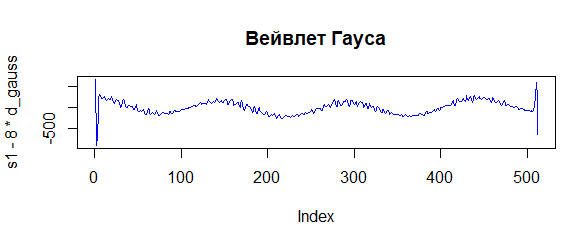 Вейвлет Гауса
s1 - 8 * d_gauss
-500
0 100 200 300 400 500
Index